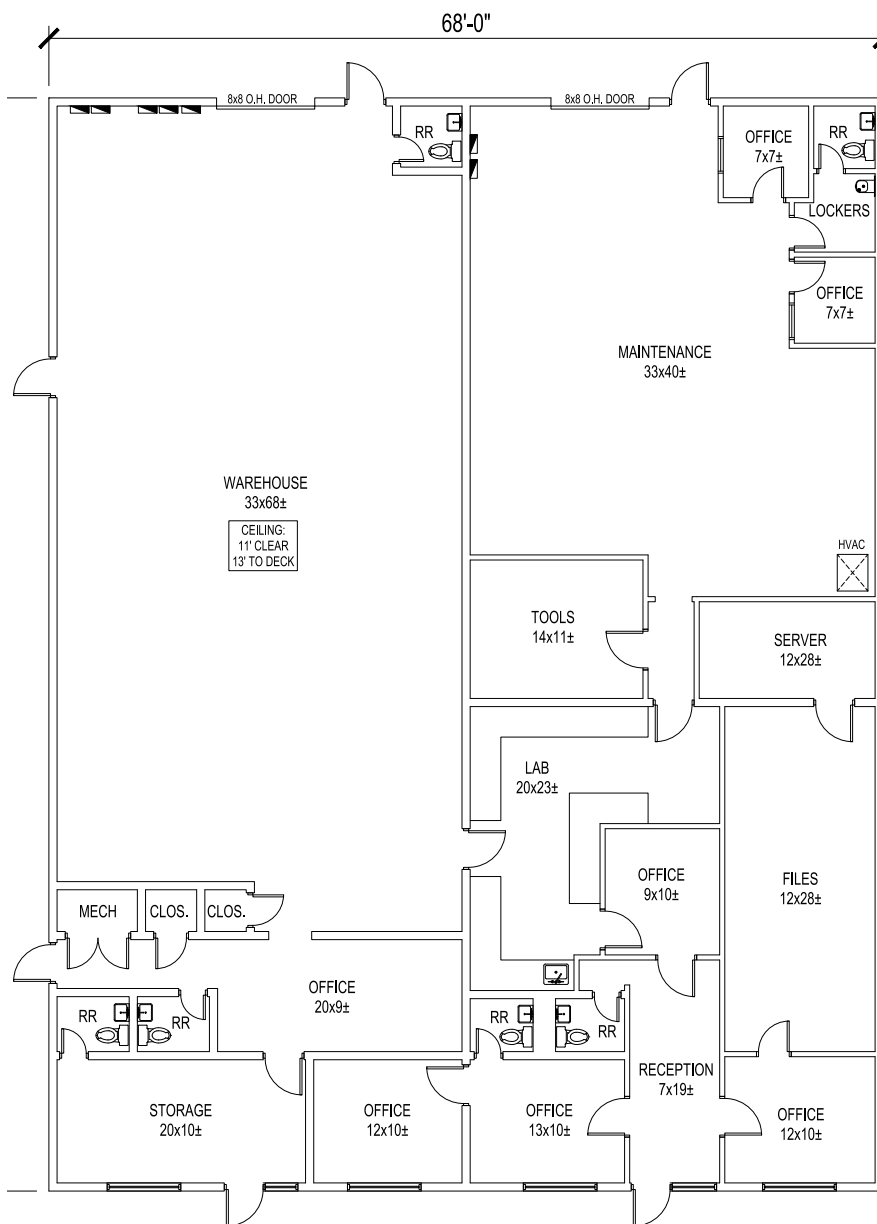 68'-0"
8x8 O.H. DOOR
8x8 O.H. DOOR
RR
OFFICE
7x7±
RR
LOCKERS
OFFICE
7x7±
MAINTENANCE
33x40±
WAREHOUSE
33x68±
CEILING:
11' CLEAR
13' TO DECK
HVAC
TOOLS
14x11±
SERVER
12x28±
LAB
20x23±
OFFICE
9x10±
FILES
12x28±
MECH
CLOS.
CLOS.
OFFICE
20x9±
RR
RR
RR
RR
RECEPTION
7x19±
STORAGE
20x10±
OFFICE
12x10±
OFFICE
13x10±
OFFICE
12x10±